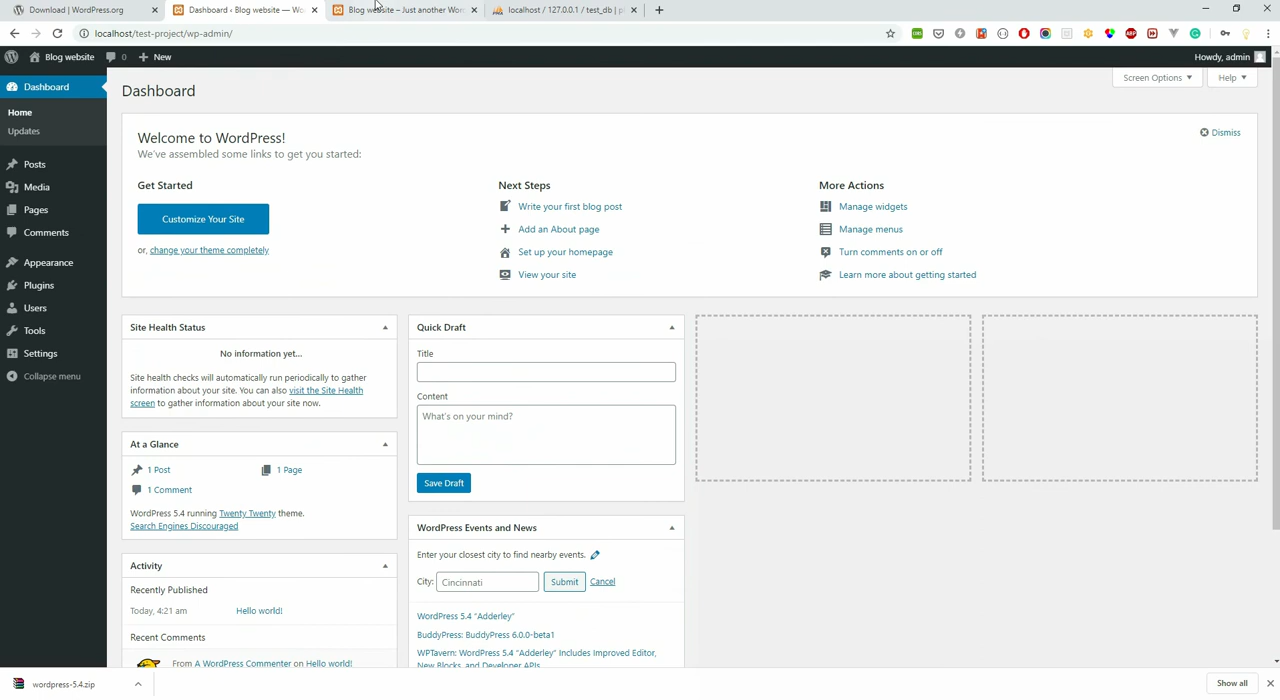 Download | WordPress.org
Dashboard ‹ Blog website — Wo
Blog website – Just another Wor
localhost / 127.0.0.1 / test_db | p
localhost/test-project/wp-admin/
Blog website
0
New
Howdy, admin
Dashboard
Home
Updates
Posts
Media
Pages
Comments
Appearance
Plugins
Users
Tools
Settings
Collapse menu
Dashboard
Screen Options
Help
Welcome to WordPress!
We've assembled some links to get you started:
Dismiss
Get Started
Customize Your Site
or, change your theme completely
Next Steps
Write your first blog post
Add an About page
Set up your homepage
View your site
More Actions
Manage widgets
Manage menus
Turn comments on or off
Learn more about getting started
Site Health Status
No information yet...
Site health checks will automatically run periodically to gather
information about your site. You can also visit the Site Health
screen to gather information about your site now.
At a Glance
1 Post
1 Page
1 Comment
WordPress 5.4 running Twenty Twenty theme.
Search Engines Discouraged
Activity
Recently Published
Today, 4:21 am
Hello world!
Recent Comments
From A WordPress Commenter on Hello world!
Quick Draft
Title
Content
What's on your mind?
Save Draft
WordPress Events and News
Enter your closest city to find nearby events.
City:
Cincinnati
Submit
Cancel
WordPress 5.4 "Adderley"
BuddyPress: BuddyPress 6.0.0-beta1
WPTavern: WordPress 5.4 "Adderley" Includes Improved Editor,
New Blocks, and Developer APIs
wordpress-5.4.zip
Show all